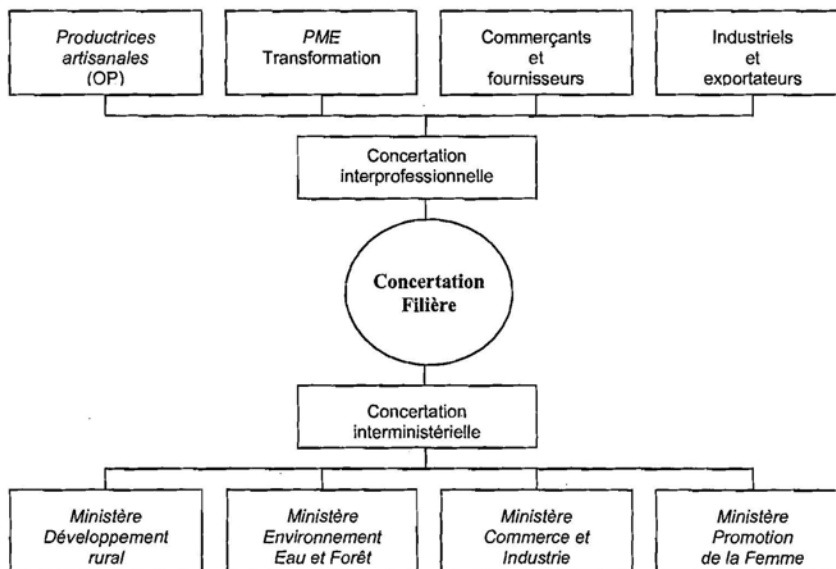 Productrices
artisanales
(OP)
PME
Transformation
Commerçants
et
fournisseurs
Industriels
et
exportateurs
Concertation
interprofessionnelle
Concertation
Filière
Concertation
interministérielle
Ministère
Développement
rural
Ministère
Environnement
Eau et Forêt
Ministère
Commerce et
Industrie
Ministère
Promotion
de la Femme